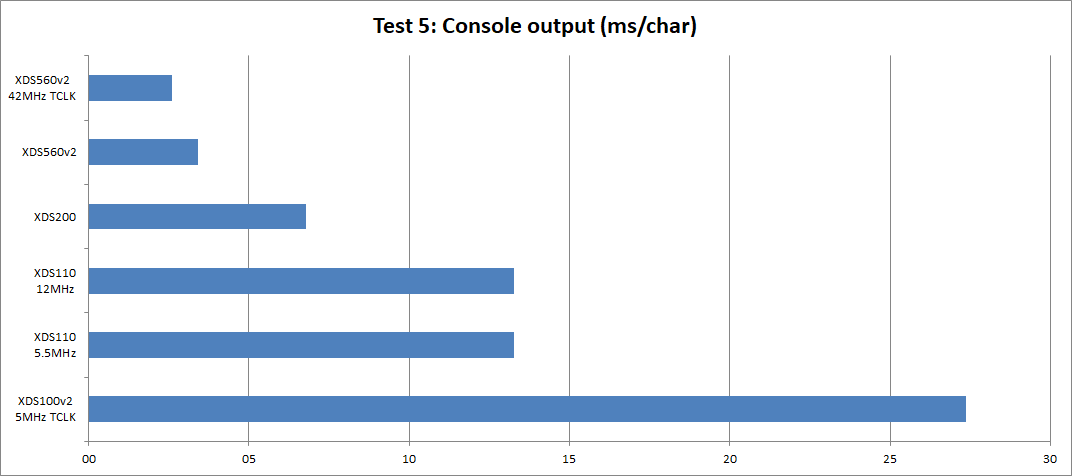 Test 5: Console output (ms/char)
XDS560v2
42MHz TCLK
XDS560v2
XDS200
XDS110
12MHz
XDS110
5.5MHz
XDS100v2
5MHz TCLK
00 05 10 15 20 25 30